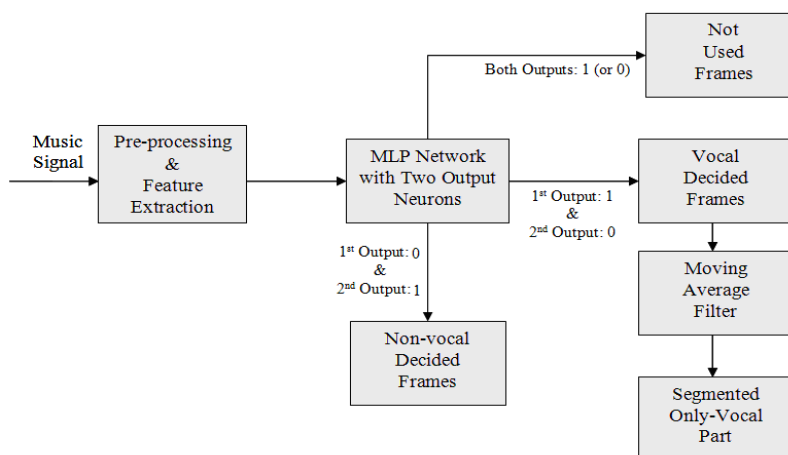 Not
Used
Frames
Both Outputs: 1 (or 0)
Music
Signal
Pre-processing
&
Feature
Extraction
MLP Network
with Two Output
Neurons
1st Output: 1
&
2nd Output: 0
Vocal
Decided
Frames
1st Output: 0
&
2nd Output: 1
Moving
Average
Filter
Non-vocal
Decided
Frames
Segmented
Only-Vocal
Part